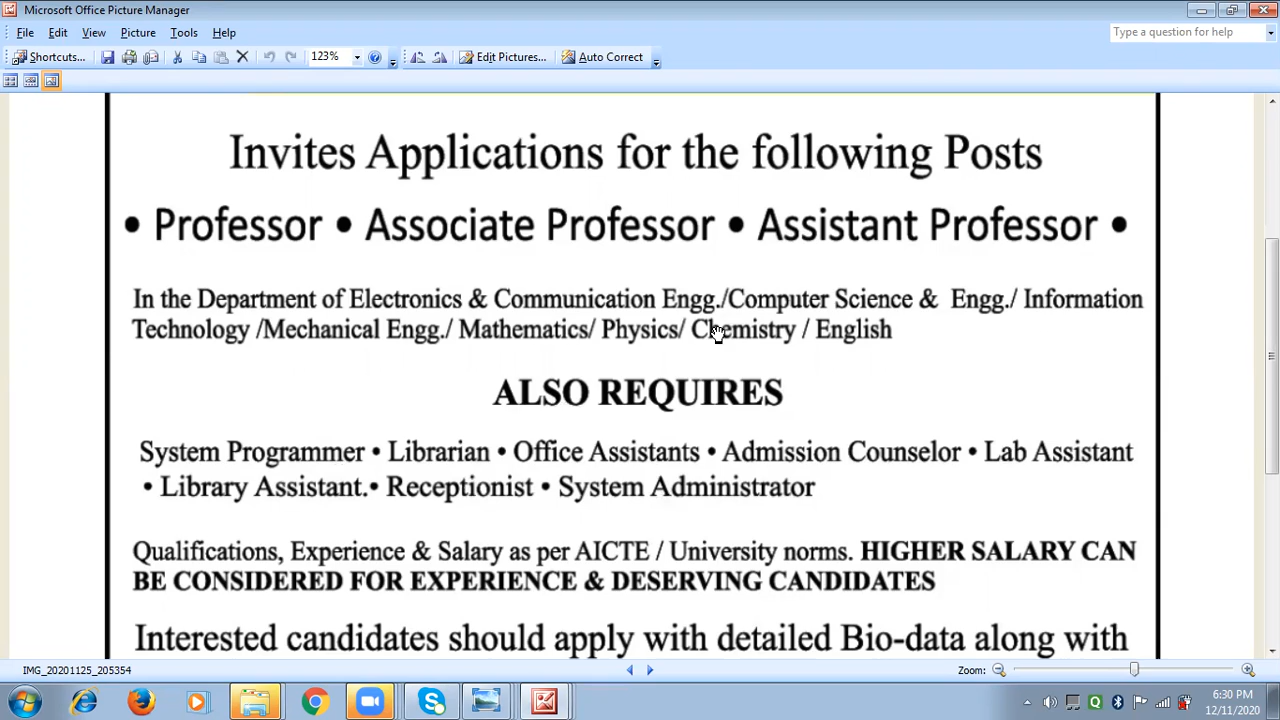 Microsoft Office Picture Manager
File Edit View Picture Tools Help
Type a question for help
Shortcuts... 123% Edit Pictures... Auto Correct
Invites Applications for the following Posts
• Professor • Associate Professor • Assistant Professor •
In the Department of Electronics & Communication Engg./Computer Science & Engg./ Information
Technology /Mechanical Engg./ Mathematics/ Physics/ Chemistry / English
ALSO REQUIRES
System Programmer • Librarian • Office Assistants • Admission Counselor • Lab Assistant
• Library Assistant.• Receptionist • System Administrator
Qualifications, Experience & Salary as per AICTE / University norms. HIGHER SALARY CAN
BE CONSIDERED FOR EXPERIENCE & DESERVING CANDIDATES
Interested candidates should apply with detailed Bio-data along with
IMG_20201125_205354
Zoom:
6:30 PM
12/11/2020